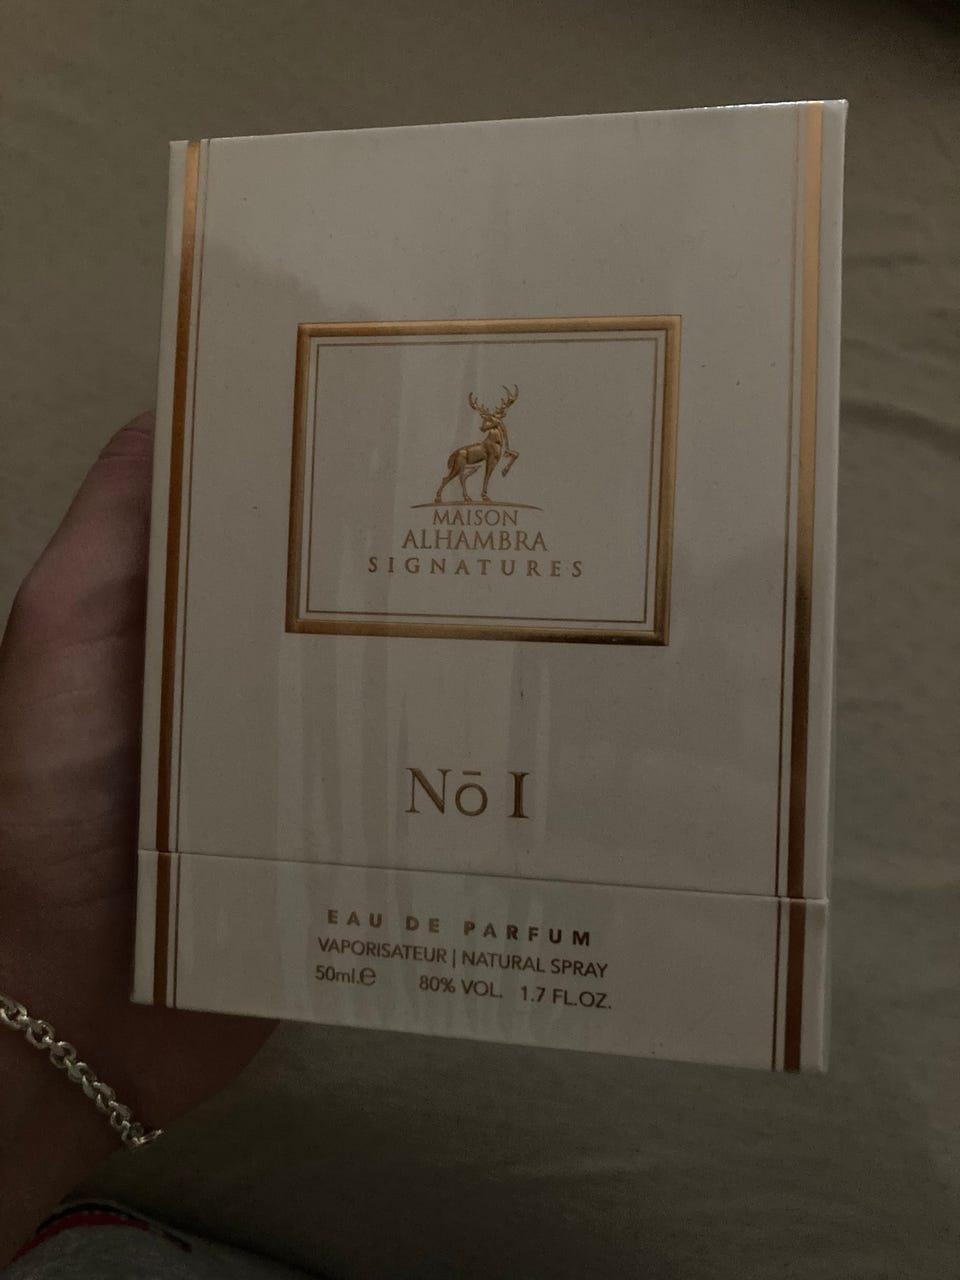 MAISON
ALHAMBRA
SIGNATURES
Nō I
EAU DE PARFUM
VAPORISATEUR | NATURAL SPRAY
50ml.e 80% VOL. 1.7 FL.OZ.